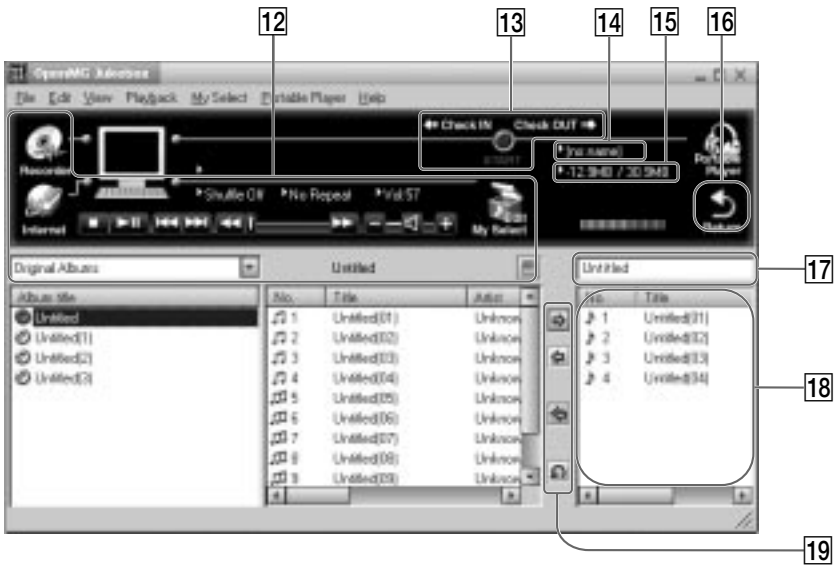 12 13 14 15 16
OpenMG Jukebox
File Edit View Playback My Select Portable Player Help
Check IN Check OUT
START
[no name]
Recorder
-12.9MB / 30.9MB
Portable Player
Shuffle Off No Repeat Vol:57
Internet
Edit
My Select
Return
Original Albums Untitled Untitled 17
Album title No. Title Artist No. Title
Untitled 1 Untitled(01) Unknow 1 Untitled(01)
Untitled(1) 2 Untitled(02) Unknow 2 Untitled(02)
Untitled(2) 3 Untitled(03) Unknow 3 Untitled(03)
Untitled(3) 4 Untitled(04) Unknow 4 Untitled(04)
18
5 Untitled(05) Unknow
6 Untitled(06) Unknow
7 Untitled(07) Unknow
8 Untitled(08) Unknow
9 Untitled(09) Unknow
19